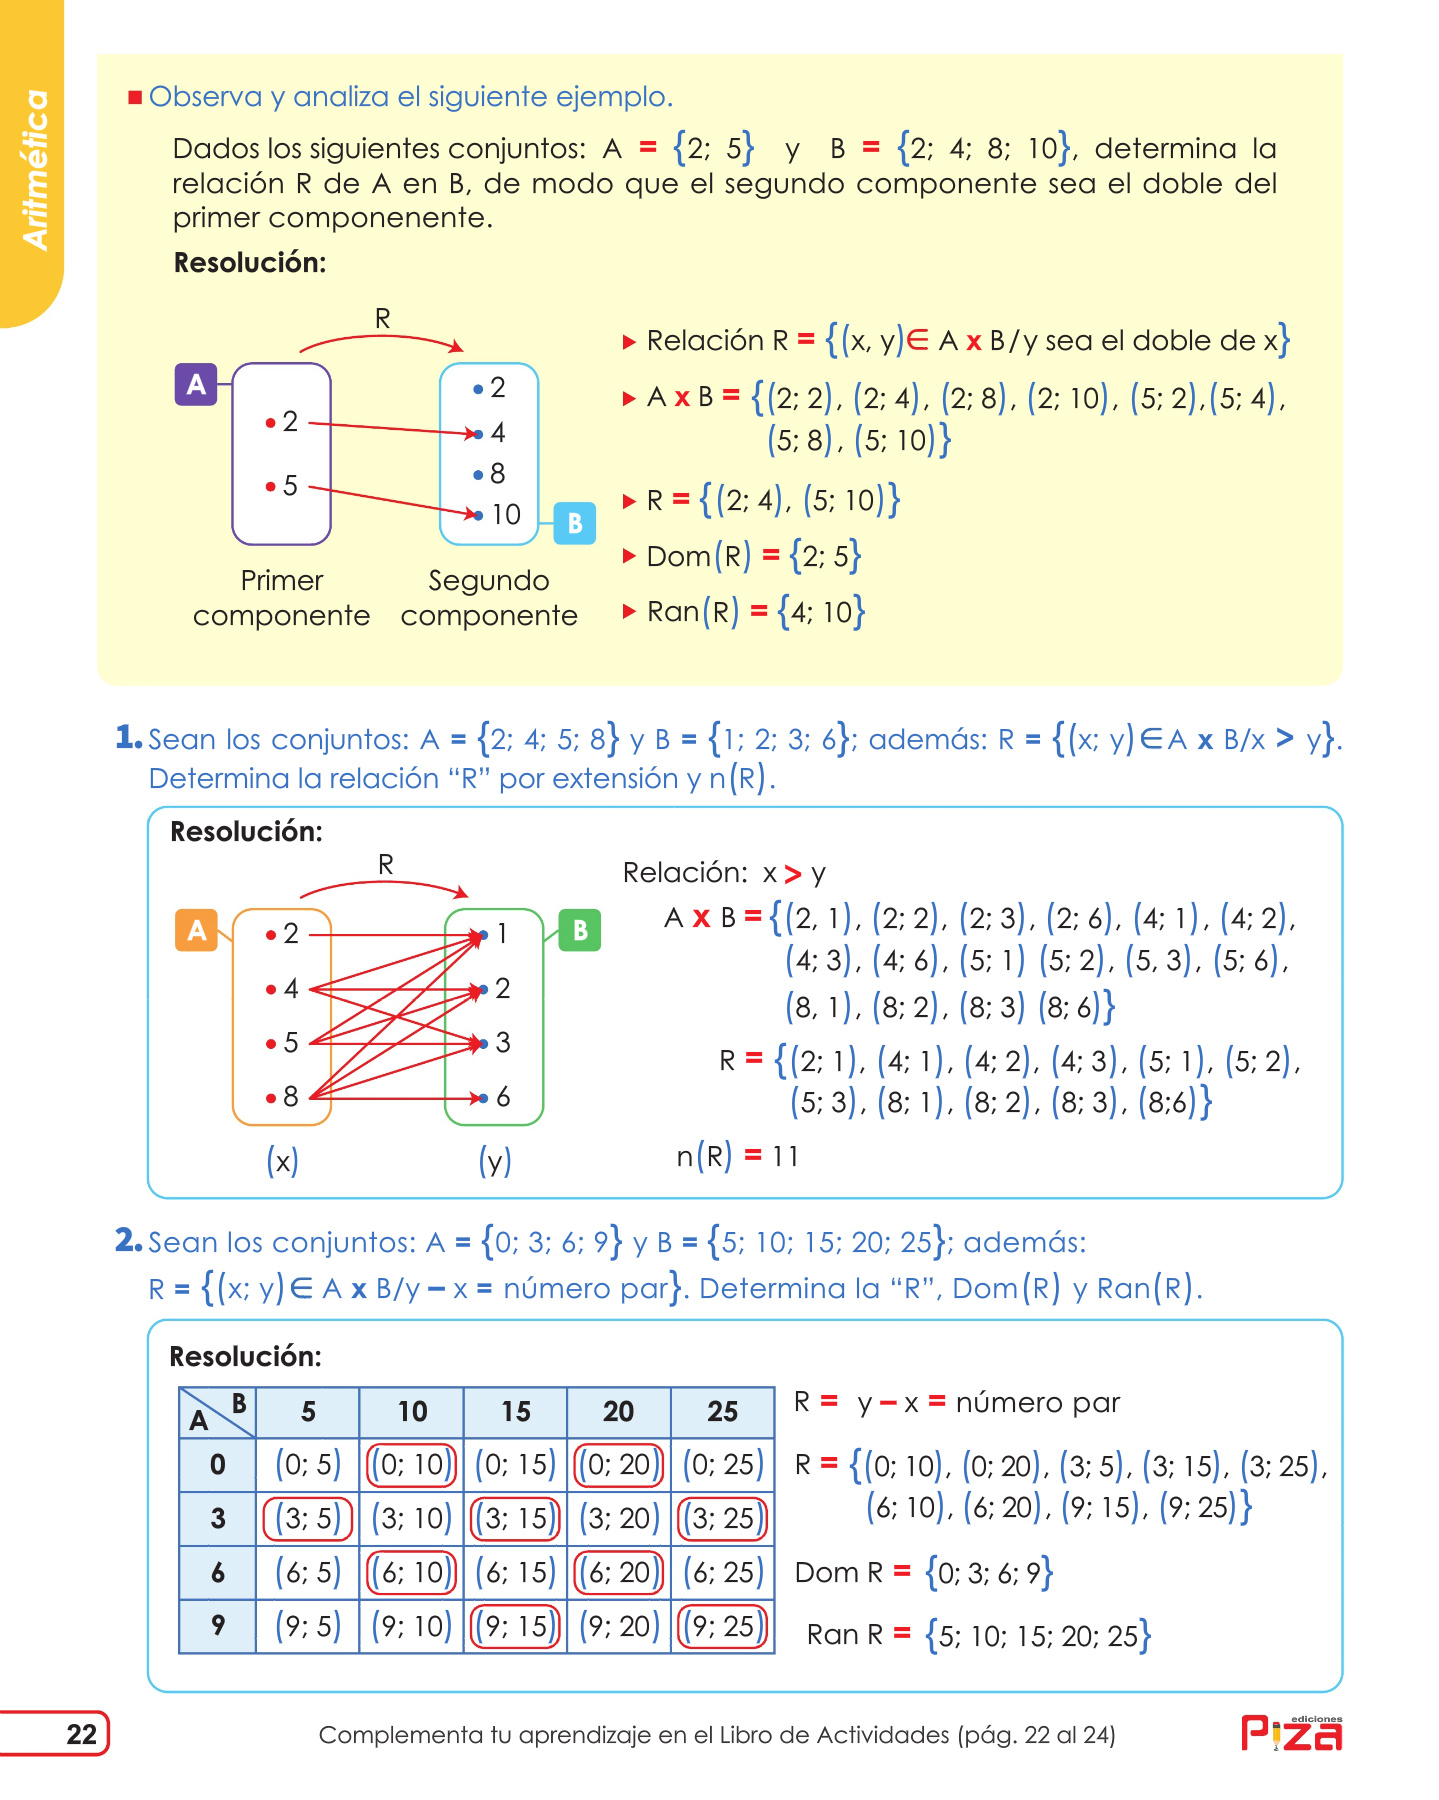 Aritmética
Observa y analiza el siguiente ejemplo.
Dados los siguientes conjuntos: A = {2; 5} y B = {2; 4; 8; 10}, determina la
relación R de A en B, de modo que el segundo componente sea el doble del
primer componenente.
Resolución:
R
A
2
5
2
4
8
10
B
Primer
componente
Segundo
componente
Relación R = {(x, y)∈ A x B/y sea el doble de x}
A x B = {(2; 2), (2; 4), (2; 8), (2; 10), (5; 2),(5; 4),
(5; 8), (5; 10)}
R = {(2; 4), (5; 10)}
Dom(R) = {2; 5}
Ran(R) = {4; 10}
1. Sean los conjuntos: A = {2; 4; 5; 8} y B = {1; 2; 3; 6}; además: R = {(x; y)∈A x B/x > y}.
Determina la relación “R” por extensión y n(R).
Resolución:
R
A
2
4
5
8
(x)
B
1
2
3
6
(y)
Relación: x > y
A x B = {(2, 1), (2; 2), (2; 3), (2; 6), (4; 1), (4; 2),
(4; 3), (4; 6), (5; 1) (5; 2), (5, 3), (5; 6),
(8, 1), (8; 2), (8; 3) (8; 6)}
R = {(2; 1), (4; 1), (4; 2), (4; 3), (5; 1), (5; 2),
(5; 3), (8; 1), (8; 2), (8; 3), (8;6)}
n(R) = 11
2. Sean los conjuntos: A = {0; 3; 6; 9} y B = {5; 10; 15; 20; 25}; además:
R = {(x; y)∈ A x B/y – x = número par}. Determina la “R”, Dom(R) y Ran(R).
Resolución:
A B 5 10 15 20 25
0 (0; 5) (0; 10) (0; 15) (0; 20) (0; 25)
3 (3; 5) (3; 10) (3; 15) (3; 20) (3; 25)
6 (6; 5) (6; 10) (6; 15) (6; 20) (6; 25)
9 (9; 5) (9; 10) (9; 15) (9; 20) (9; 25)
R = y – x = número par
R = {(0; 10), (0; 20), (3; 5), (3; 15), (3; 25),
(6; 10), (6; 20), (9; 15), (9; 25)}
Dom R = {0; 3; 6; 9}
Ran R = {5; 10; 15; 20; 25}
22
Complementa tu aprendizaje en el Libro de Actividades (pág. 22 al 24)
ediciones
Piza